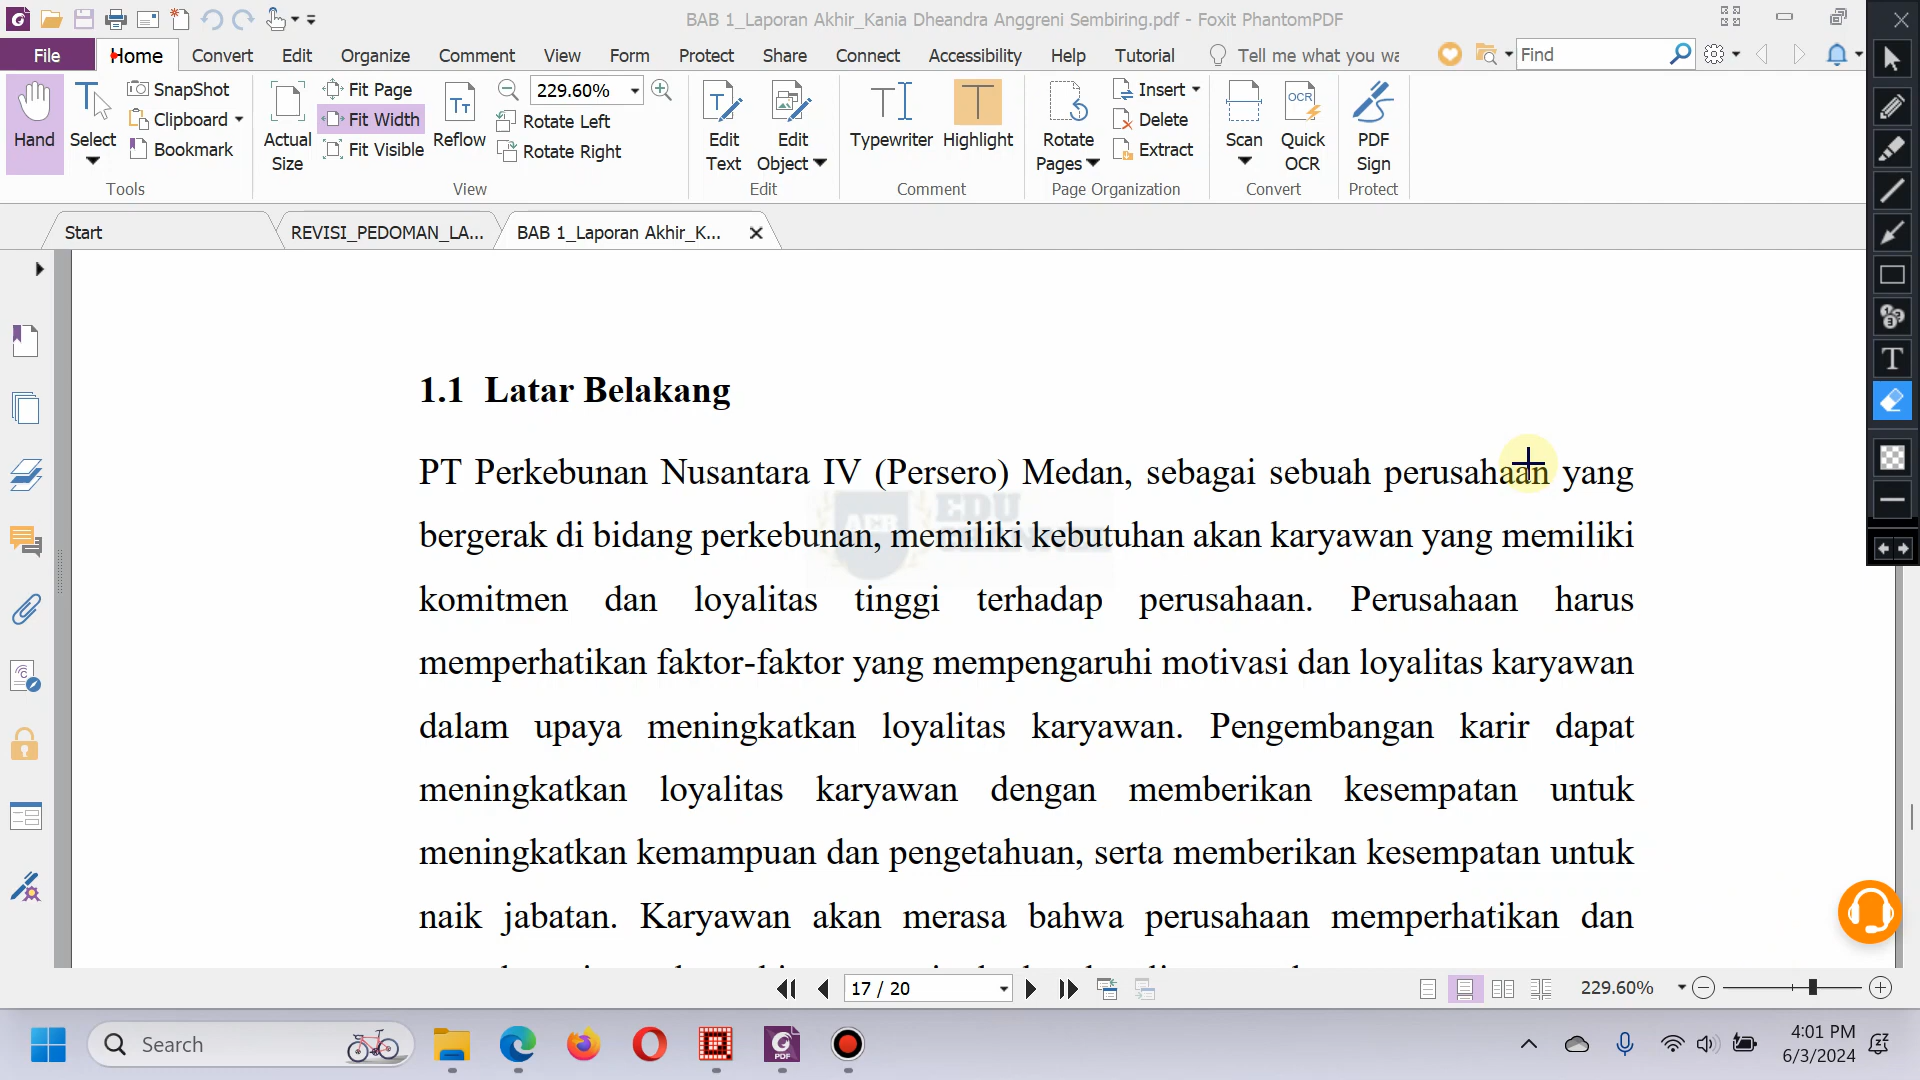 BAB 1_Laporan Akhir_Kania Dheandra Anggreni Sembiring.pdf - Foxit PhantomPDF
File Home Convert Edit Organize Comment View Form Protect Share Connect Accessibility Help Tutorial Tell me what you wa Find
Hand
Select
SnapShot
Clipboard
Bookmark
Tools
Actual
Size
Fit Page
Fit Width
Fit Visible
Reflow
229.60%
Rotate Left
Rotate Right
View
Edit
Text
Edit
Object
Edit
Typewriter
Highlight
Comment
Rotate
Pages
Insert
Delete
Extract
Page Organization
Scan
Quick
OCR
Convert
PDF
Sign
Protect
Start REVISI_PEDOMAN_LA... BAB 1_Laporan Akhir_K...
1.1 Latar Belakang
PT Perkebunan Nusantara IV (Persero) Medan, sebagai sebuah perusahaan yang
bergerak di bidang perkebunan, memiliki kebutuhan akan karyawan yang memiliki
komitmen dan loyalitas tinggi terhadap perusahaan. Perusahaan harus
memperhatikan faktor-faktor yang mempengaruhi motivasi dan loyalitas karyawan
dalam upaya meningkatkan loyalitas karyawan. Pengembangan karir dapat
meningkatkan loyalitas karyawan dengan memberikan kesempatan untuk
meningkatkan kemampuan dan pengetahuan, serta memberikan kesempatan untuk
naik jabatan. Karyawan akan merasa bahwa perusahaan memperhatikan dan
EDU
17 / 20
229.60%
Search
4:01 PM
6/3/2024